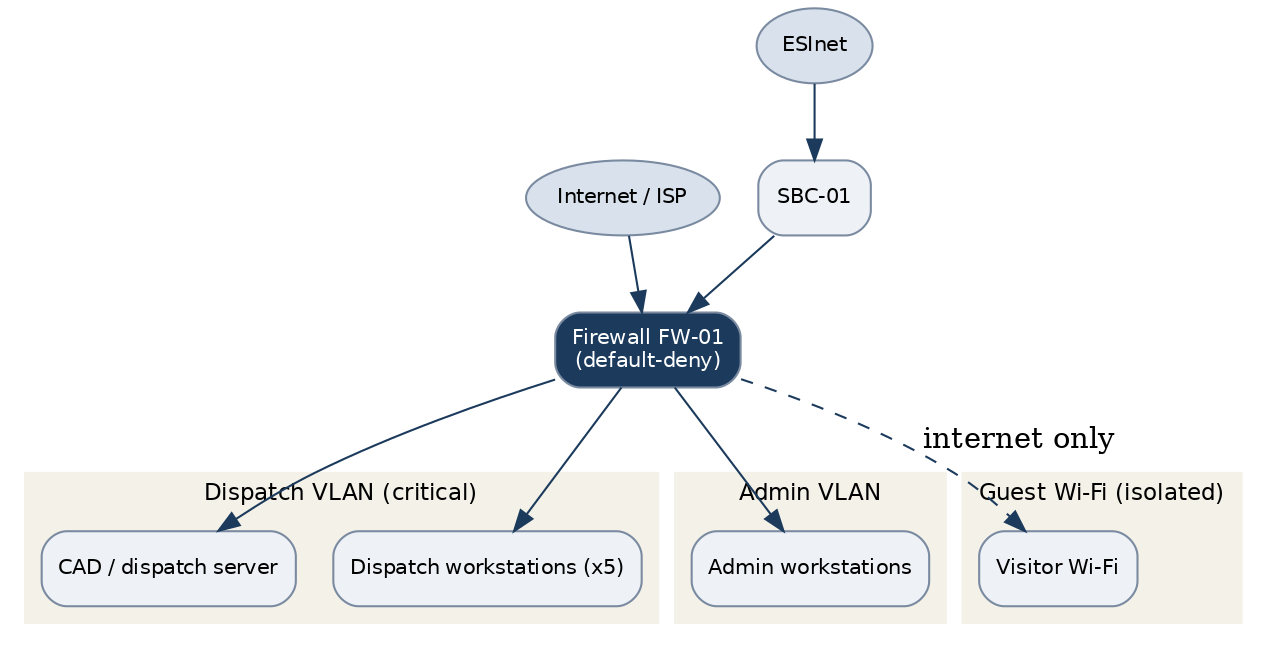 ESInet
Internet / ISP
SBC-01
Firewall FW-01
(default-deny)
internet only
Dispatch VLAN (critical)
Admin VLAN
Guest Wi-Fi (isolated)
CAD / dispatch server
Dispatch workstations (x5)
Admin workstations
Visitor Wi-Fi